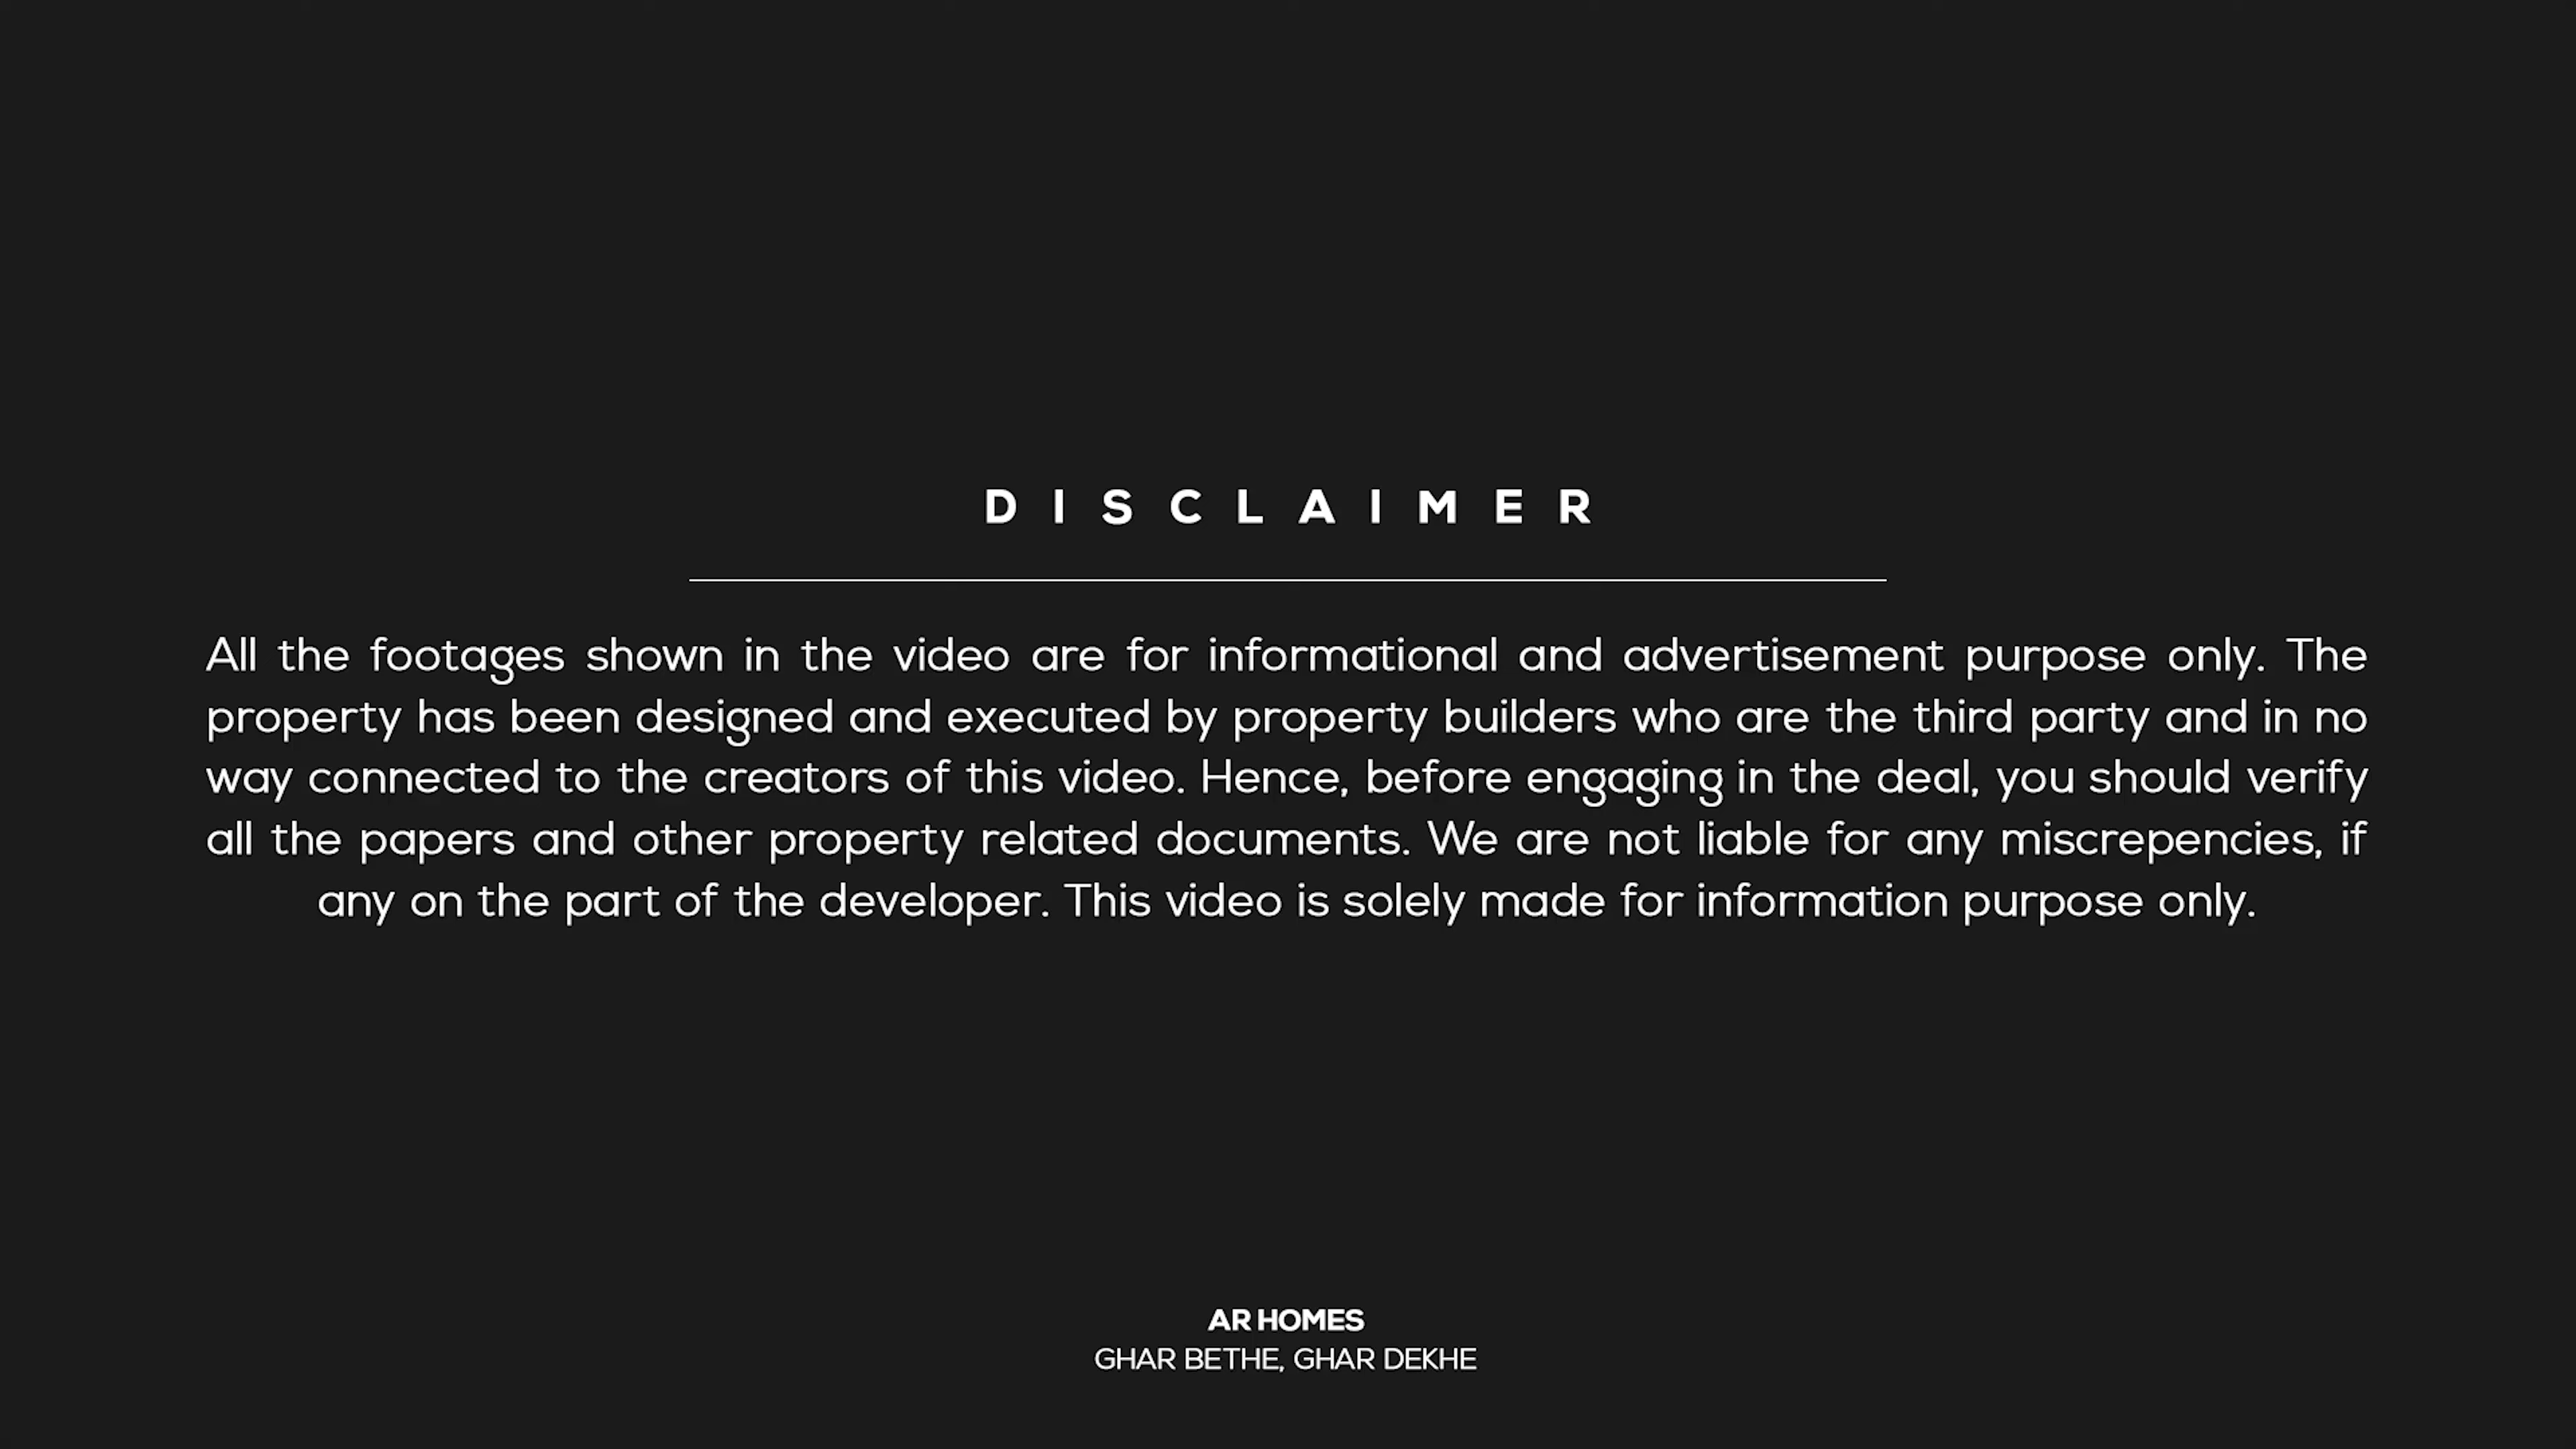 DISCLAIMER
All the footages shown in the video are for informational and advertisement purpose only. The
property has been designed and executed by property builders who are the third party and in no
way connected to the creators of this video. Hence, before engaging in the deal, you should verify
all the papers and other property related documents. We are not liable for any miscrepencies, if
any on the part of the developer. This video is solely made for information purpose only.
AR HOMES
GHAR BETHE, GHAR DEKHE